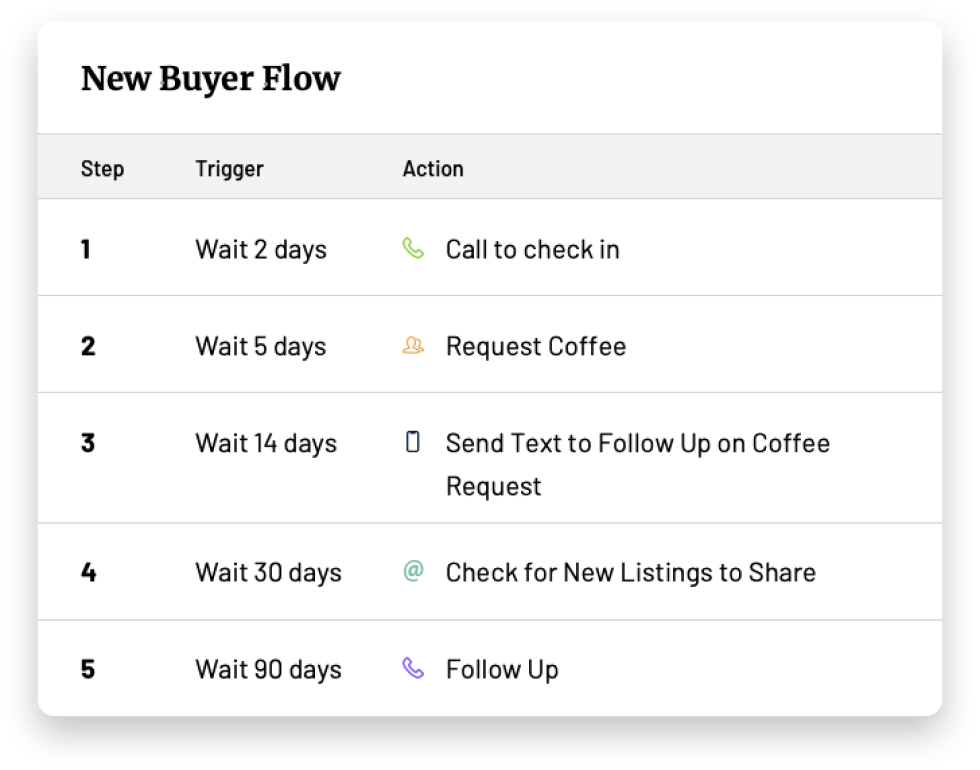 New Buyer Flow
Step Trigger Action
1 Wait 2 days Call to check in
2 Wait 5 days Request Coffee
3 Wait 14 days Send Text to Follow Up on Coffee
Request
4 Wait 30 days @ Check for New Listings to Share
5 Wait 90 days Follow Up